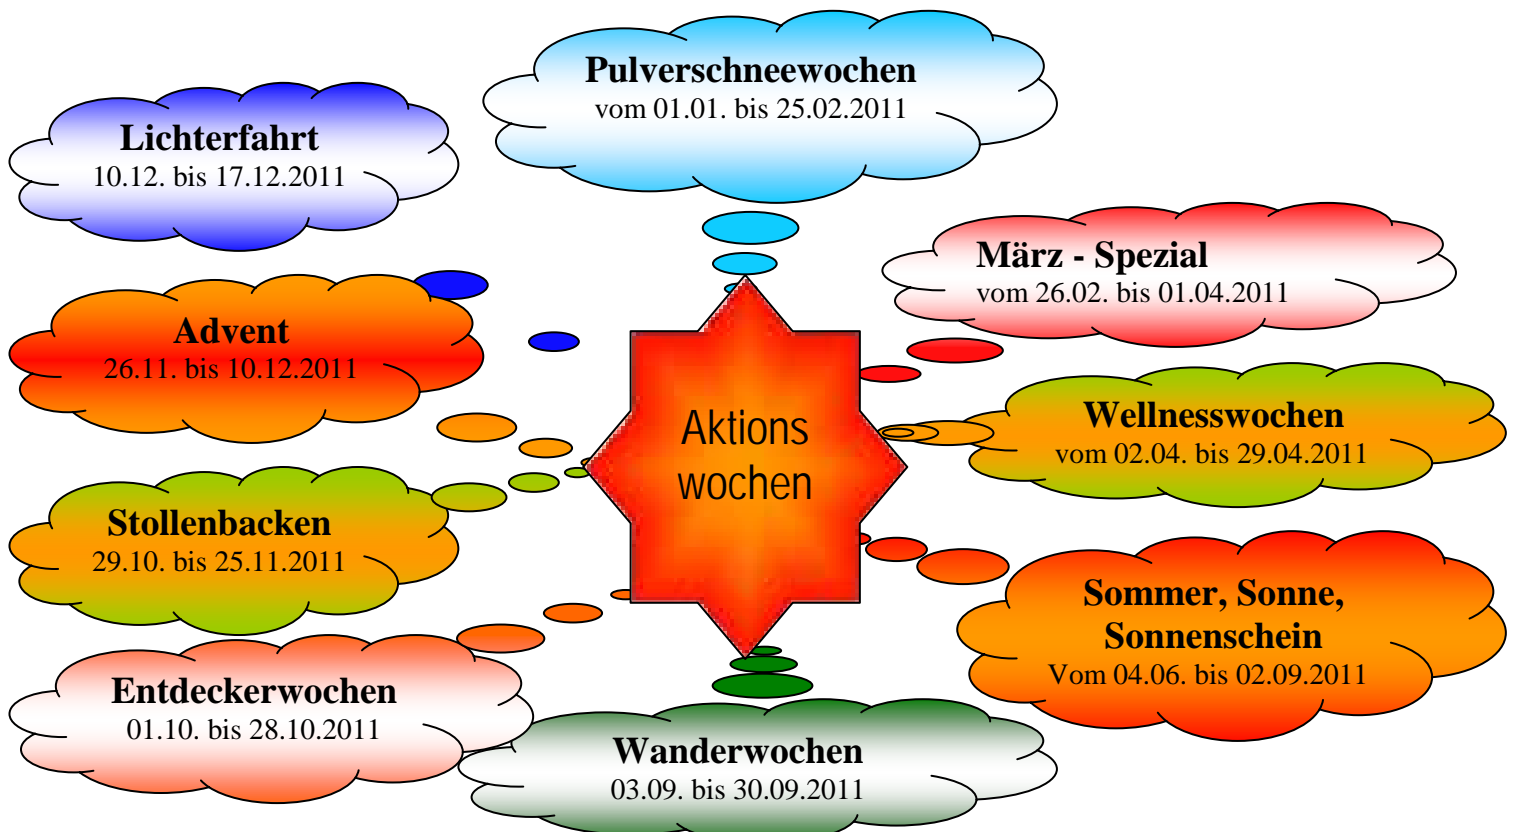 Pulverschneewochen
vom 01.01. bis 25.02.2011
Lichterfahrt
10.12. bis 17.12.2011
März - Spezial
vom 26.02. bis 01.04.2011
Advent
26.11. bis 10.12.2011
Aktions
wochen
Wellnesswochen
vom 02.04. bis 29.04.2011
Stollenbacken
29.10. bis 25.11.2011
Sommer, Sonne,
Sonnenschein
Vom 04.06. bis 02.09.2011
Entdeckerwochen
01.10. bis 28.10.2011
Wanderwochen
03.09. bis 30.09.2011